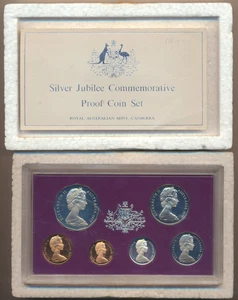 Silver Jubilee Commemorative
Proof Coin Set
ROYAL AUSTRALIAN MINT, CANBERRA